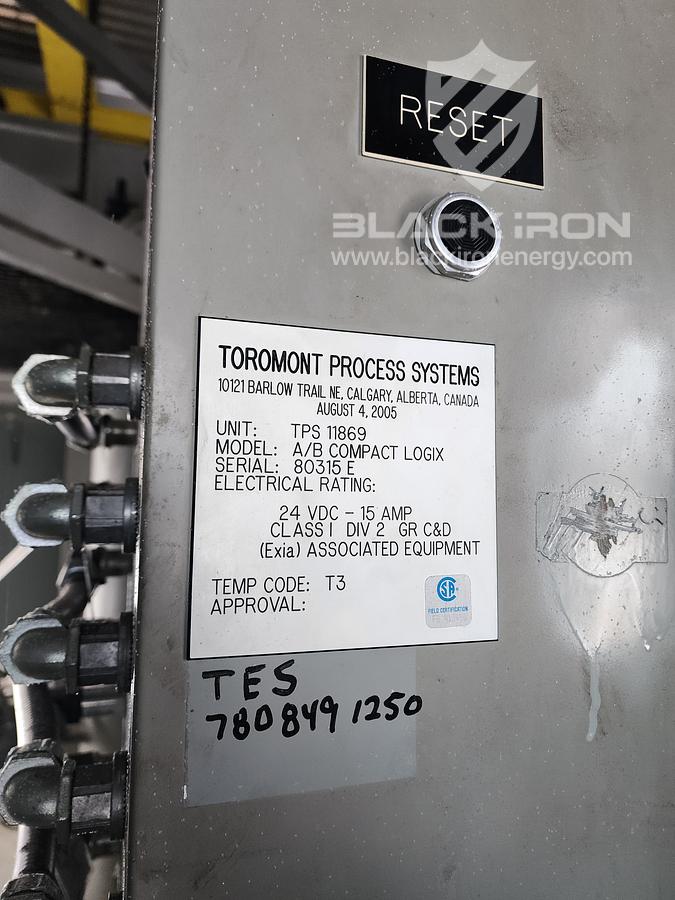 RESET
BLACK iRON
www.blackironenergy.com
TOROMONT PROCESS SYSTEMS
10121 BARLOW TRAIL NE, CALGARY, ALBERTA, CANADA
AUGUST 4, 2005
UNIT: TPS 11869
MODEL: A/B COMPACT LOGIX
SERIAL: 80315 E
ELECTRICAL RATING:
24 VDC - 15 AMP
CLASS I DIV 2 GR C&D
(Exia) ASSOCIATED EQUIPMENT
TEMP CODE: T3
APPROVAL:
FIELD CERTIFICATION
TES
780 849 1250